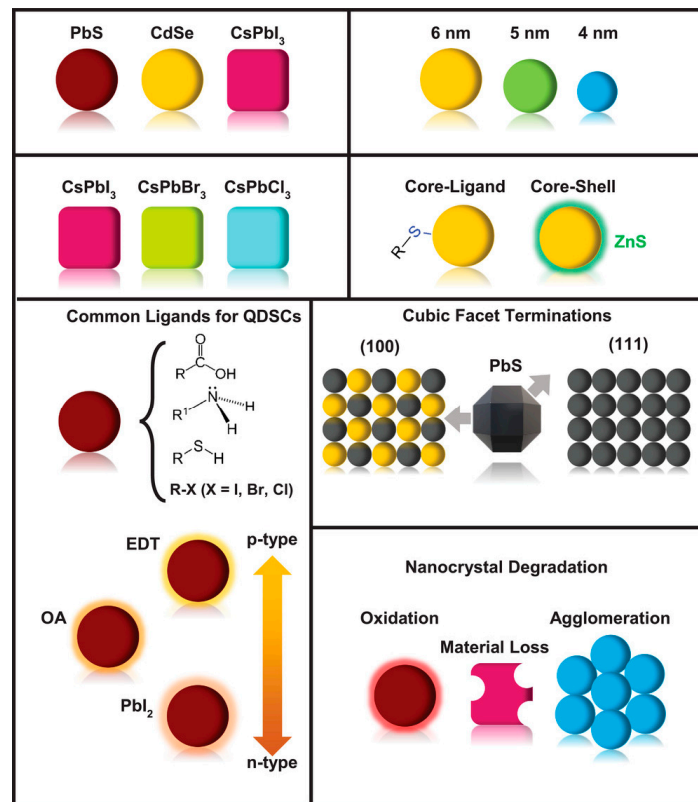 PbS CdSe CsPbI₃
6 nm 5 nm 4 nm
CsPbI₃ CsPbBr₃ CsPbCl₃
Core-Ligand Core-Shell
R S
ZnS
Common Ligands for QDSCs
O
R OH
R¹ N̈ H
H
R S H
R-X (X = I, Br, Cl)
EDT p-type
OA
PbI₂
n-type
Cubic Facet Terminations
(100) PbS (111)
Nanocrystal Degradation
Oxidation Material Loss Agglomeration